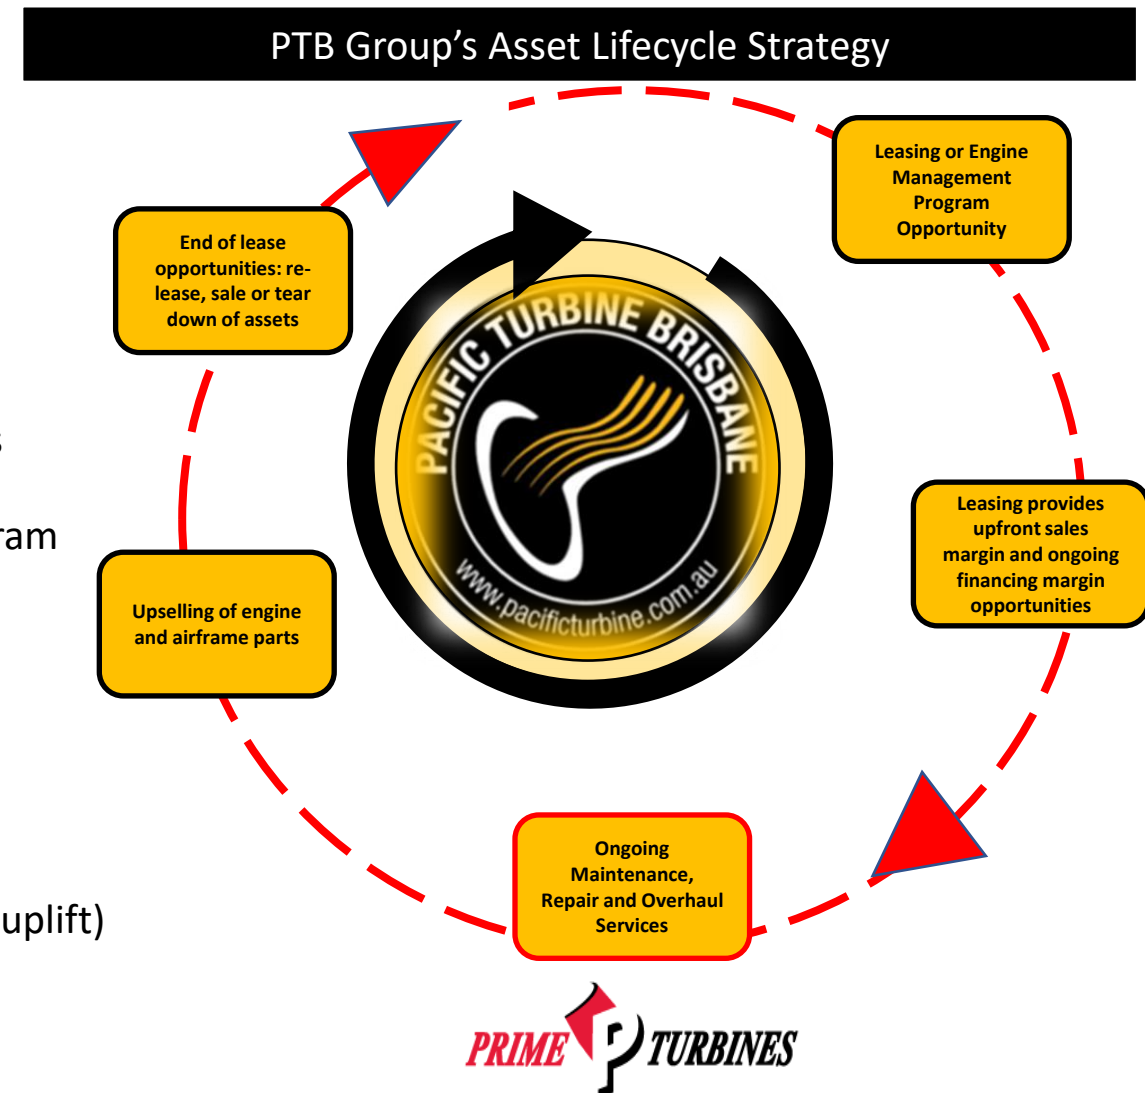 PTB Group's Asset Lifecycle Strategy
Leasing or Engine
Management
Program
Opportunity
End of lease
opportunities: re-
lease, sale or tear
down of assets
PACIFIC TURBINE BRISBANE
www.pacificturbine.com.au
s
ram
Leasing provides
upfront sales
margin and ongoing
financing margin
opportunities
Upselling of engine
and airframe parts
Ongoing
Maintenance,
Repair and Overhaul
Services
uplift)
PRIME P TURBINES